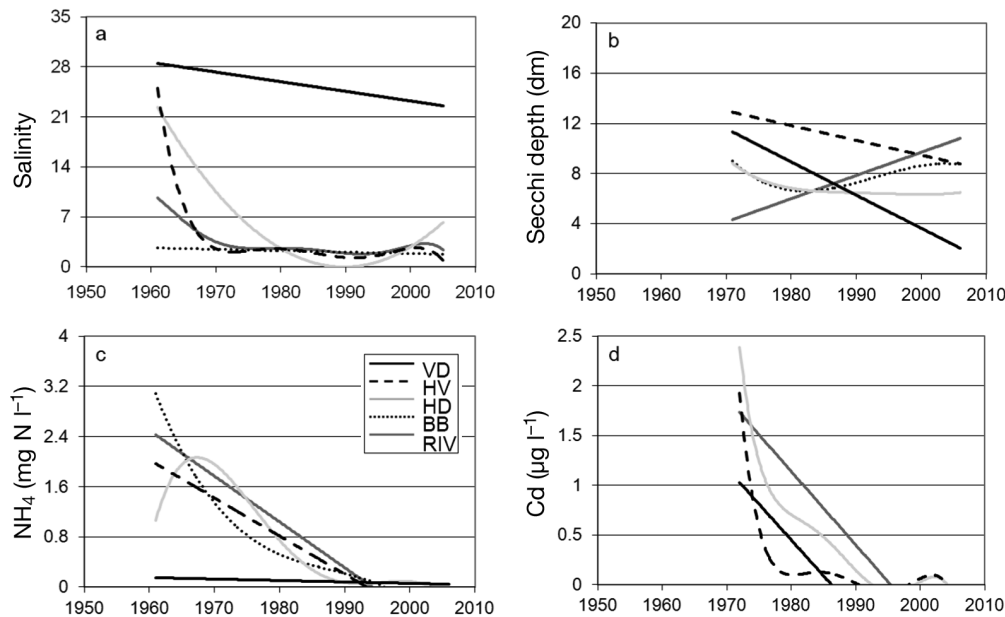 35
28
21
14
7
0
Salinity
a
1950 1960 1970 1980 1990 2000 2010
20
16
12
8
4
0
Secchi depth (dm)
b
1950 1960 1970 1980 1990 2000 2010
4
3.2
2.4
1.6
0.8
0
NH₄ (mg N l⁻¹)
c
VD
HV
HD
BB
RIV
1950 1960 1970 1980 1990 2000 2010
2.5
2
1.5
1
0.5
0
Cd (µg l⁻¹)
d
1950 1960 1970 1980 1990 2000 2010